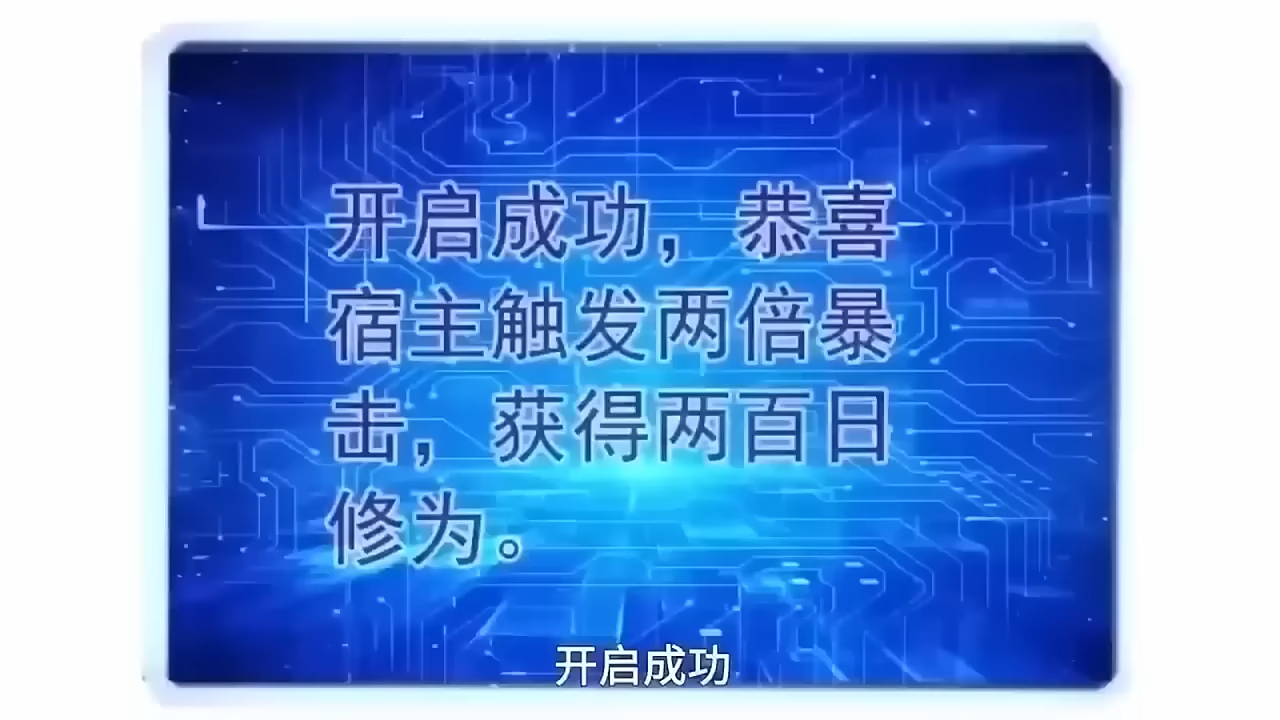 开启成功，恭喜
宿主触发两倍暴
击，获得两百日
修为。
开启成功